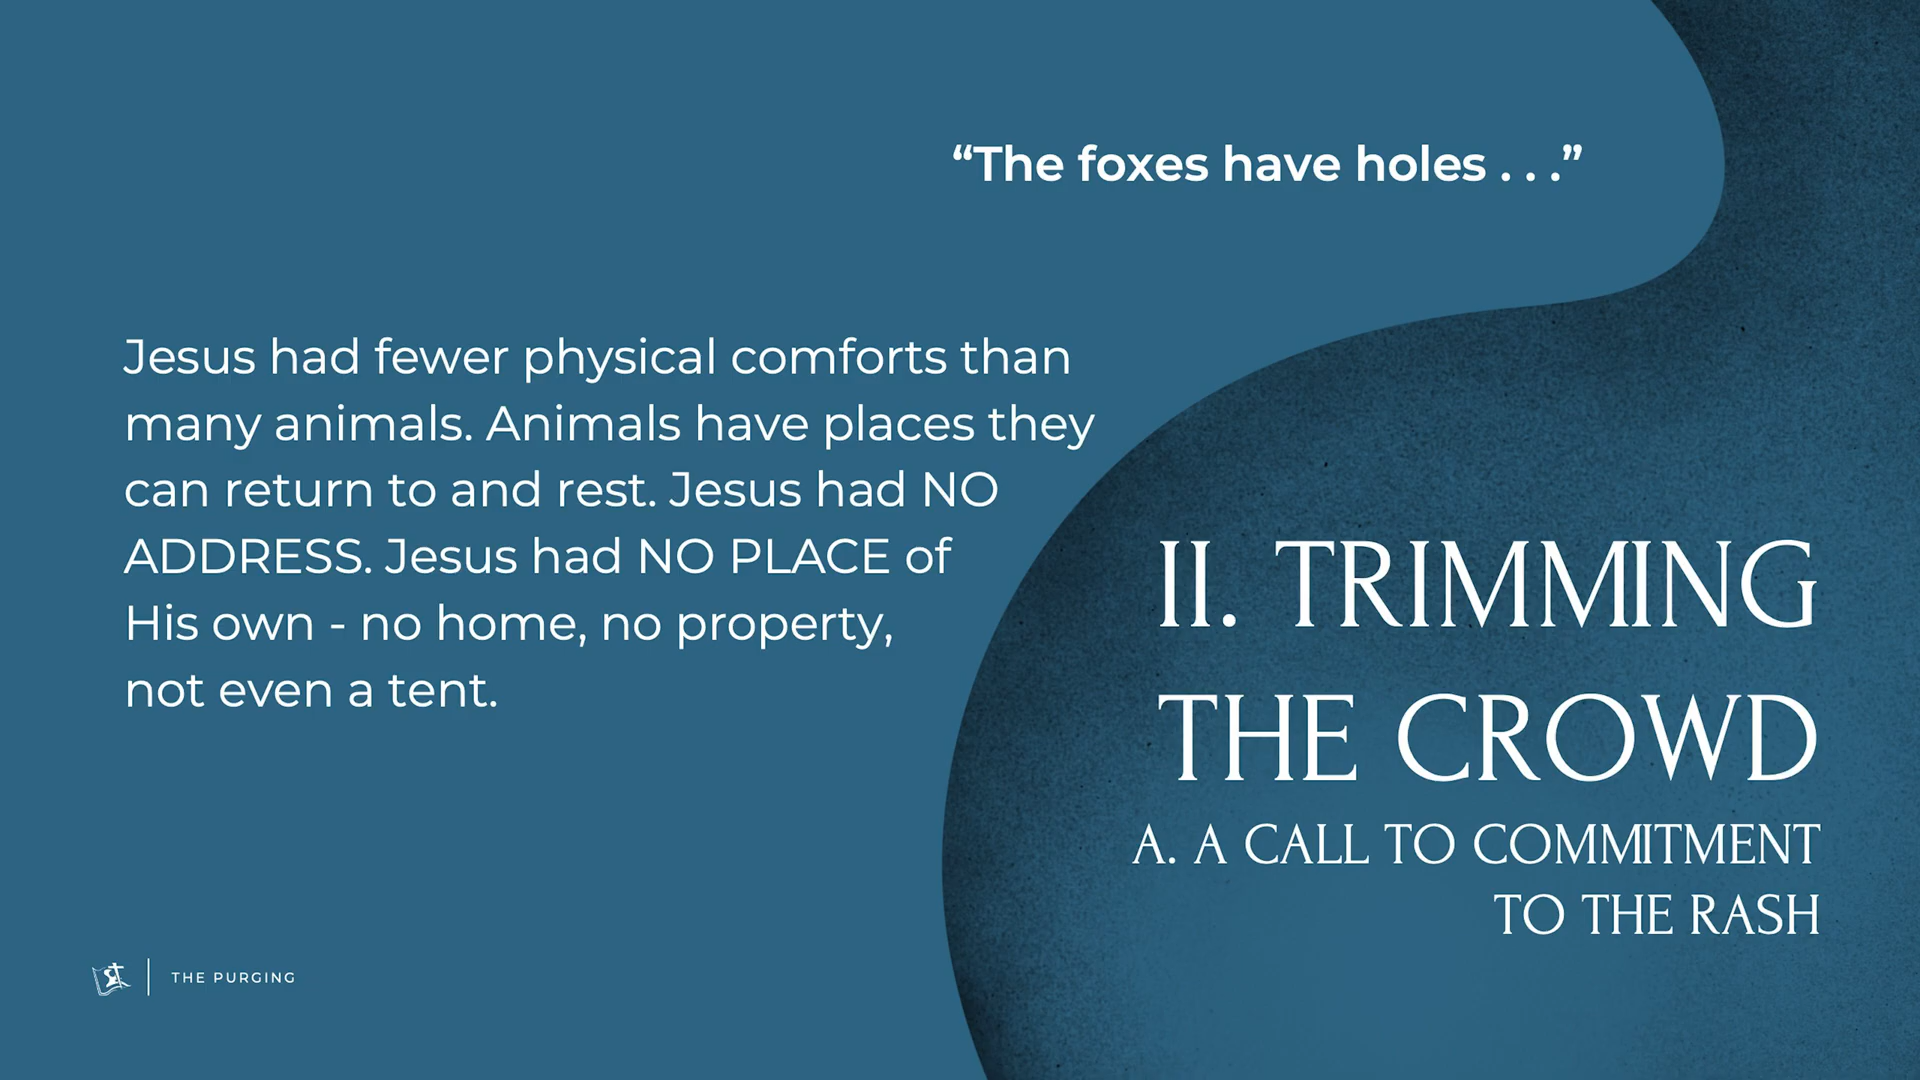 “The foxes have holes . . .”
Jesus had fewer physical comforts than
many animals. Animals have places they
can return to and rest. Jesus had NO
ADDRESS. Jesus had NO PLACE of
His own - no home, no property,
not even a tent.
II. TRIMMING
THE CROWD
A. A CALL TO COMMITMENT
TO THE RASH
THE PURGING